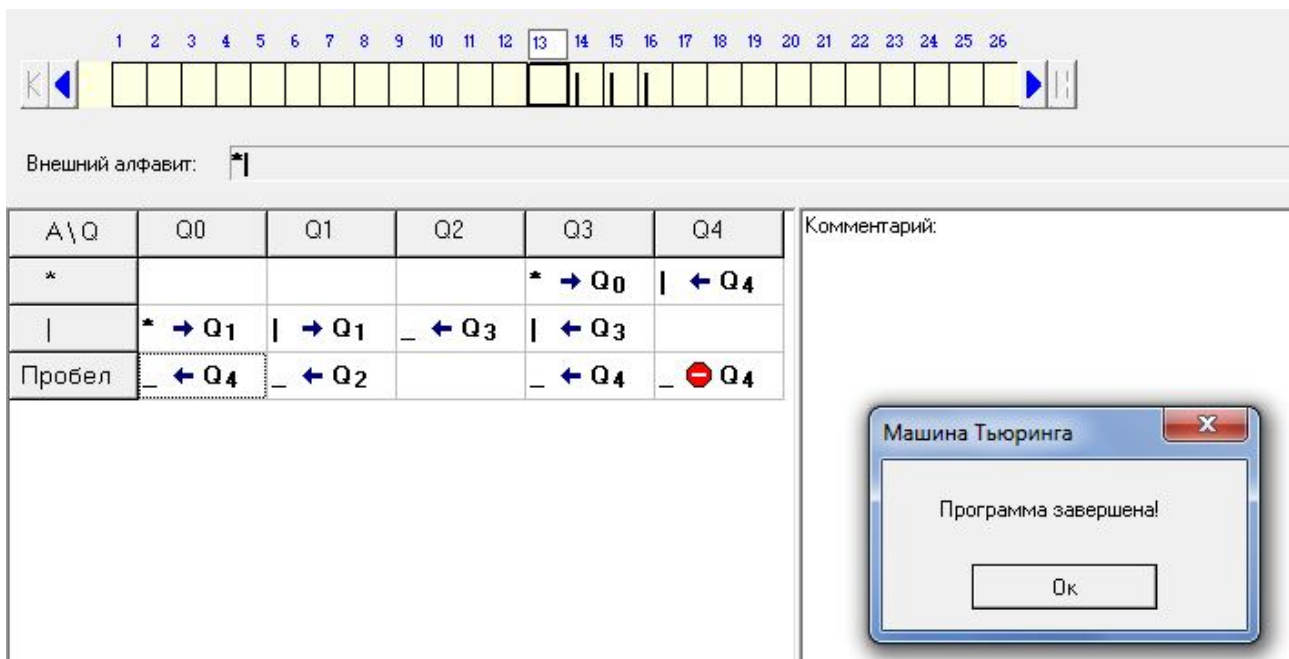 1 2 3 4 5 6 7 8 9 10 11 12 13 14 15 16 17 18 19 20 21 22 23 24 25 26
| | |
Внешний алфавит: *|
A\Q Q0 Q1 Q2 Q3 Q4
* * → Q0 | ← Q4
| * → Q1 | → Q1 _ ← Q3 | ← Q3
Пробел _ ← Q4 _ ← Q2 _ ← Q4 _ Q4
Комментарий:
Машина Тьюринга
Программа завершена!
Ок